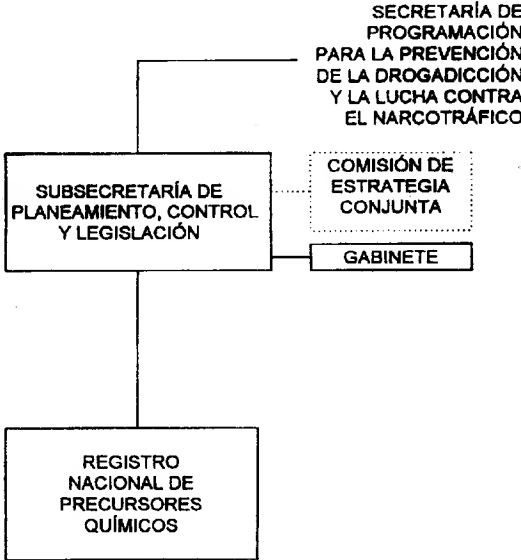 SECRETARÍA DE
PROGRAMACIÓN
PARA LA PREVENCIÓN
DE LA DROGADICCIÓN
Y LA LUCHA CONTRA
EL NARCOTRÁFICO
SUBSECRETARÍA DE
PLANEAMIENTO, CONTROL
Y LEGISLACIÓN
COMISIÓN DE
ESTRATEGIA
CONJUNTA
GABINETE
REGISTRO
NACIONAL DE
PRECURSORES
QUÍMICOS